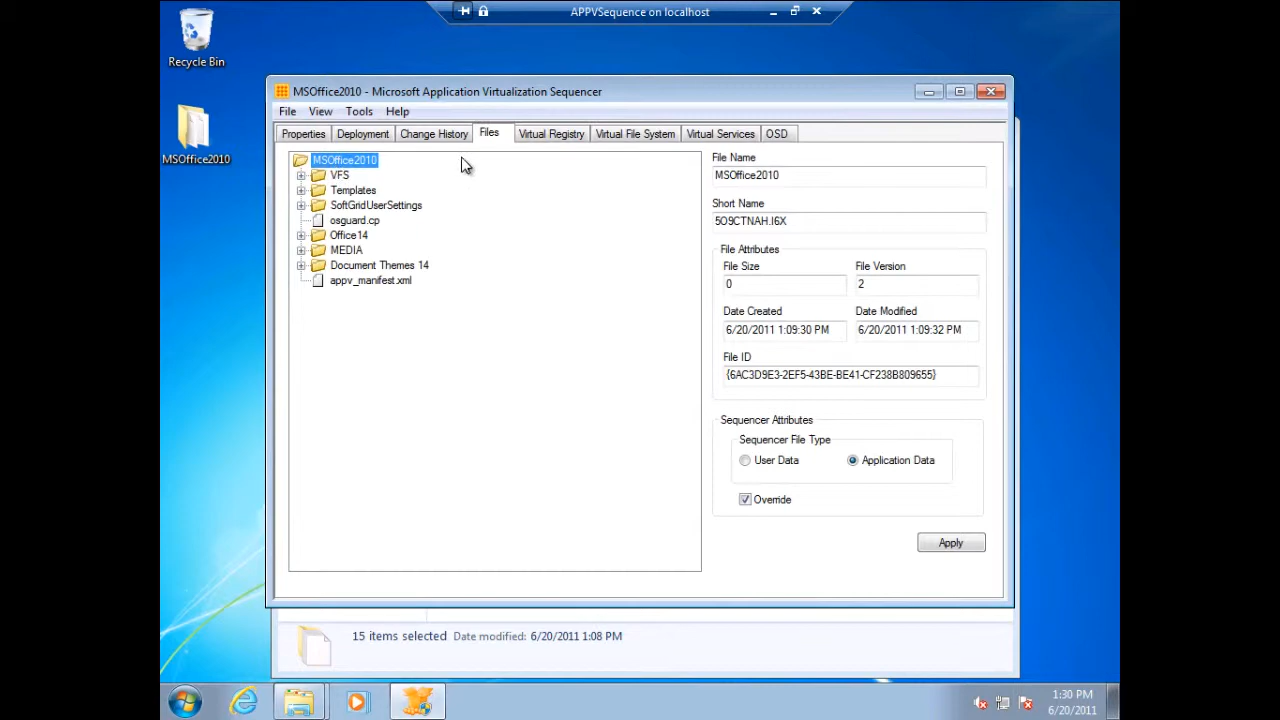 APPVSequence on localhost
Recycle Bin
MSOffice2010
MSOffice2010 - Microsoft Application Virtualization Sequencer
File View Tools Help
Properties Deployment Change History Files Virtual Registry Virtual File System Virtual Services OSD
MSOffice2010
VFS
Templates
SoftGridUserSettings
osguard.cp
Office14
MEDIA
Document Themes 14
appv_manifest.xml
File Name
MSOffice2010
Short Name
5O9CTNAH.I6X
File Attributes
File Size File Version
0 2
Date Created Date Modified
6/20/2011 1:09:30 PM 6/20/2011 1:09:32 PM
File ID
{6AC3D9E3-2EF5-43BE-BE41-CF238B809655}
Sequencer Attributes
Sequencer File Type
User Data Application Data
Override
Apply
15 items selected Date modified: 6/20/2011 1:08 PM
1:30 PM
6/20/2011